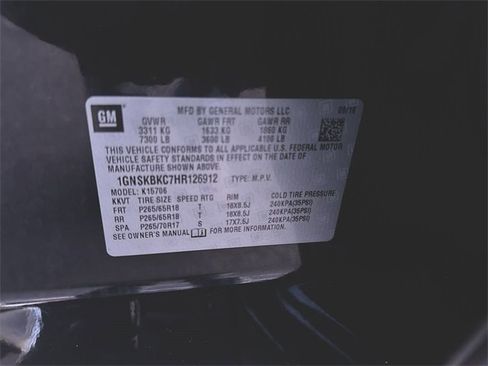 GM
MFD BY GENERAL MOTORS LLC 09/16
GVWR GAWR FRT GAWR RR
3311 KG 1633 KG 1860 KG
7300 LB 3600 LB 4100 LB
THIS VEHICLE CONFORMS TO ALL APPLICABLE U.S. FEDERAL MOTOR
VEHICLE SAFETY STANDARDS IN EFFECT ON THE DATE OF
MANUFACTURE SHOWN ABOVE.
1GNSKBKC7HR126912 TYPE: M.P.V.
MODEL: K15706
KKVT TIRE SIZE SPEED RTG RIM COLD TIRE PRESSURE
FRT P265/65R18 T 18X8.5J 240KPA(35PSI)
RR P265/65R18 T 18X8.5J 240KPA(35PSI)
SPA P265/70R17 S 17X7.5J 240KPA(35PSI)
SEE OWNER'S MANUAL FOR MORE INFORMATION.